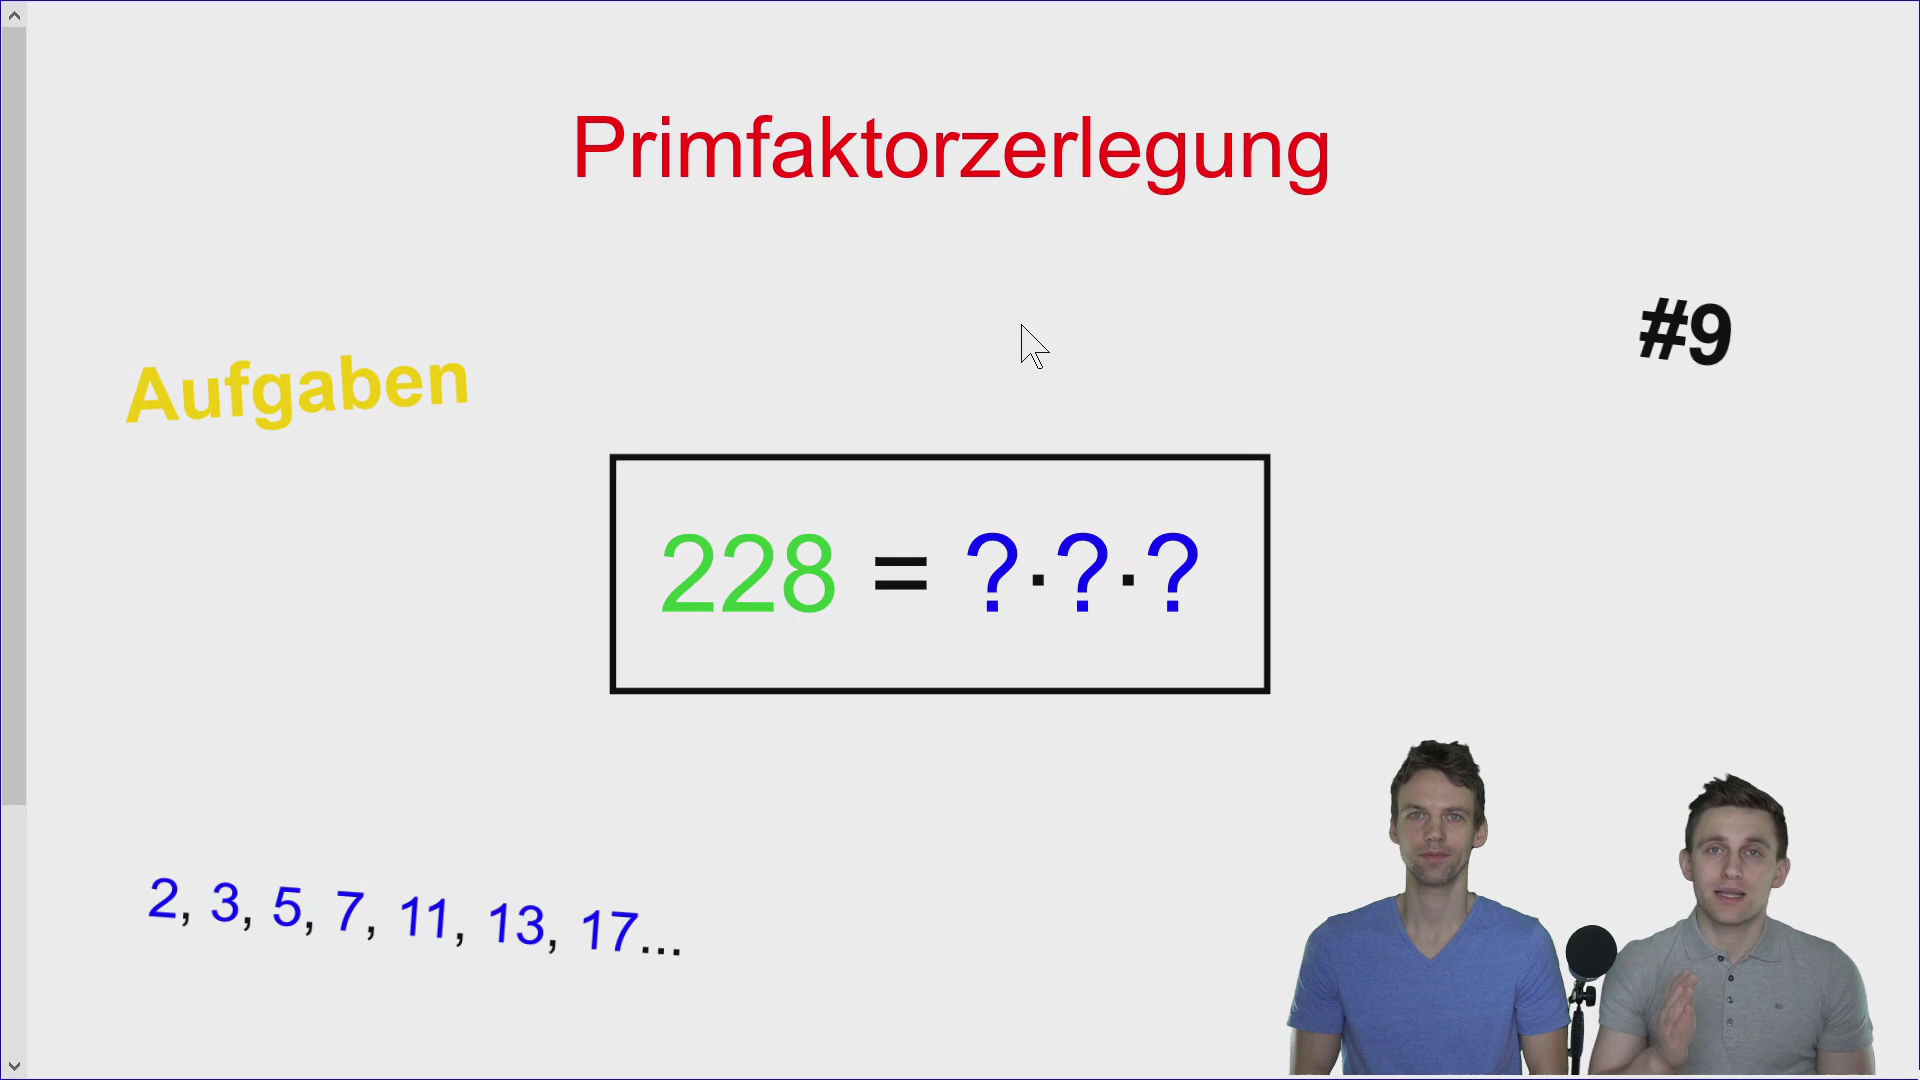 Primfaktorzerlegung
#9
Aufgaben
228 = ?·?·?
2, 3, 5, 7, 11, 13, 17...